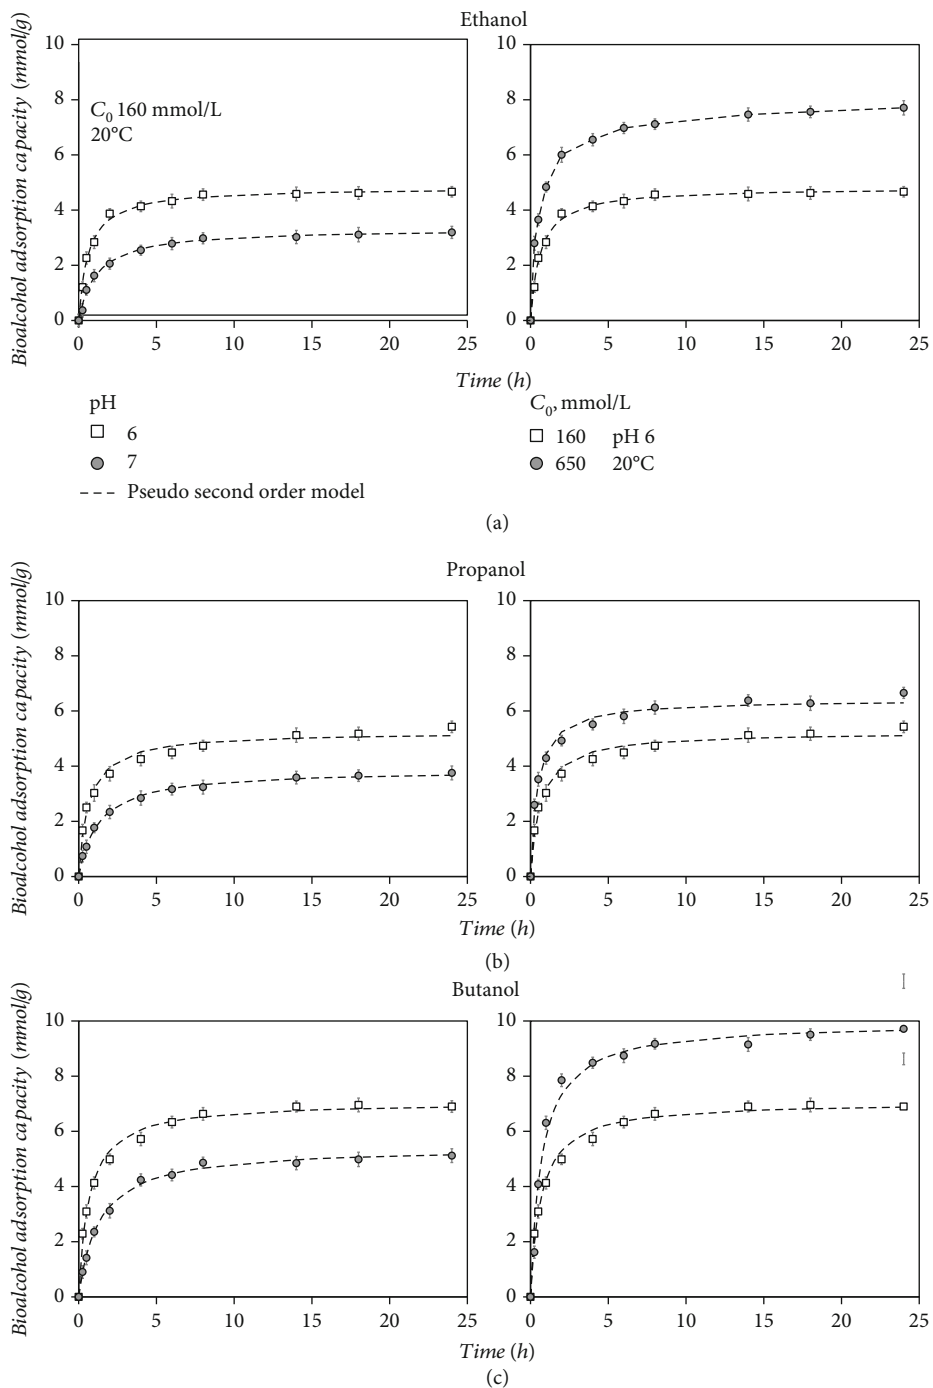 Ethanol
Bioalcohol adsorption capacity (mmol/g)
10
8
6
4
2
0
C0 160 mmol/L
20°C
0 5 10 15 20 25
10
8
6
4
2
0
0 5 10 15 20 25
Time (h)
pH
6
7
Pseudo second order model
C0, mmol/L
160 pH 6
650 20°C
(a)
Propanol
Bioalcohol adsorption capacity (mmol/g)
10
8
6
4
2
0
0 5 10 15 20 25
10
8
6
4
2
0
0 5 10 15 20 25
Time (h)
(b)
Butanol
Bioalcohol adsorption capacity (mmol/g)
10
8
6
4
2
0
0 5 10 15 20 25
10
8
6
4
2
0
0 5 10 15 20 25
Time (h)
(c)